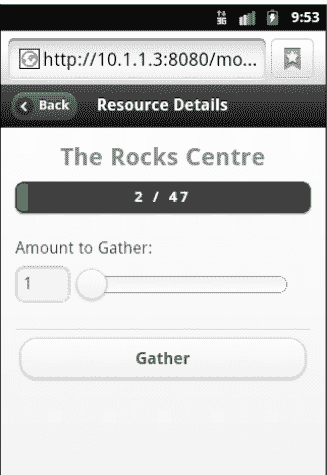 3G 9:53
http://10.1.1.3:8080/mo...
Back Resource Details
The Rocks Centre
2 / 47
Amount to Gather:
1
Gather